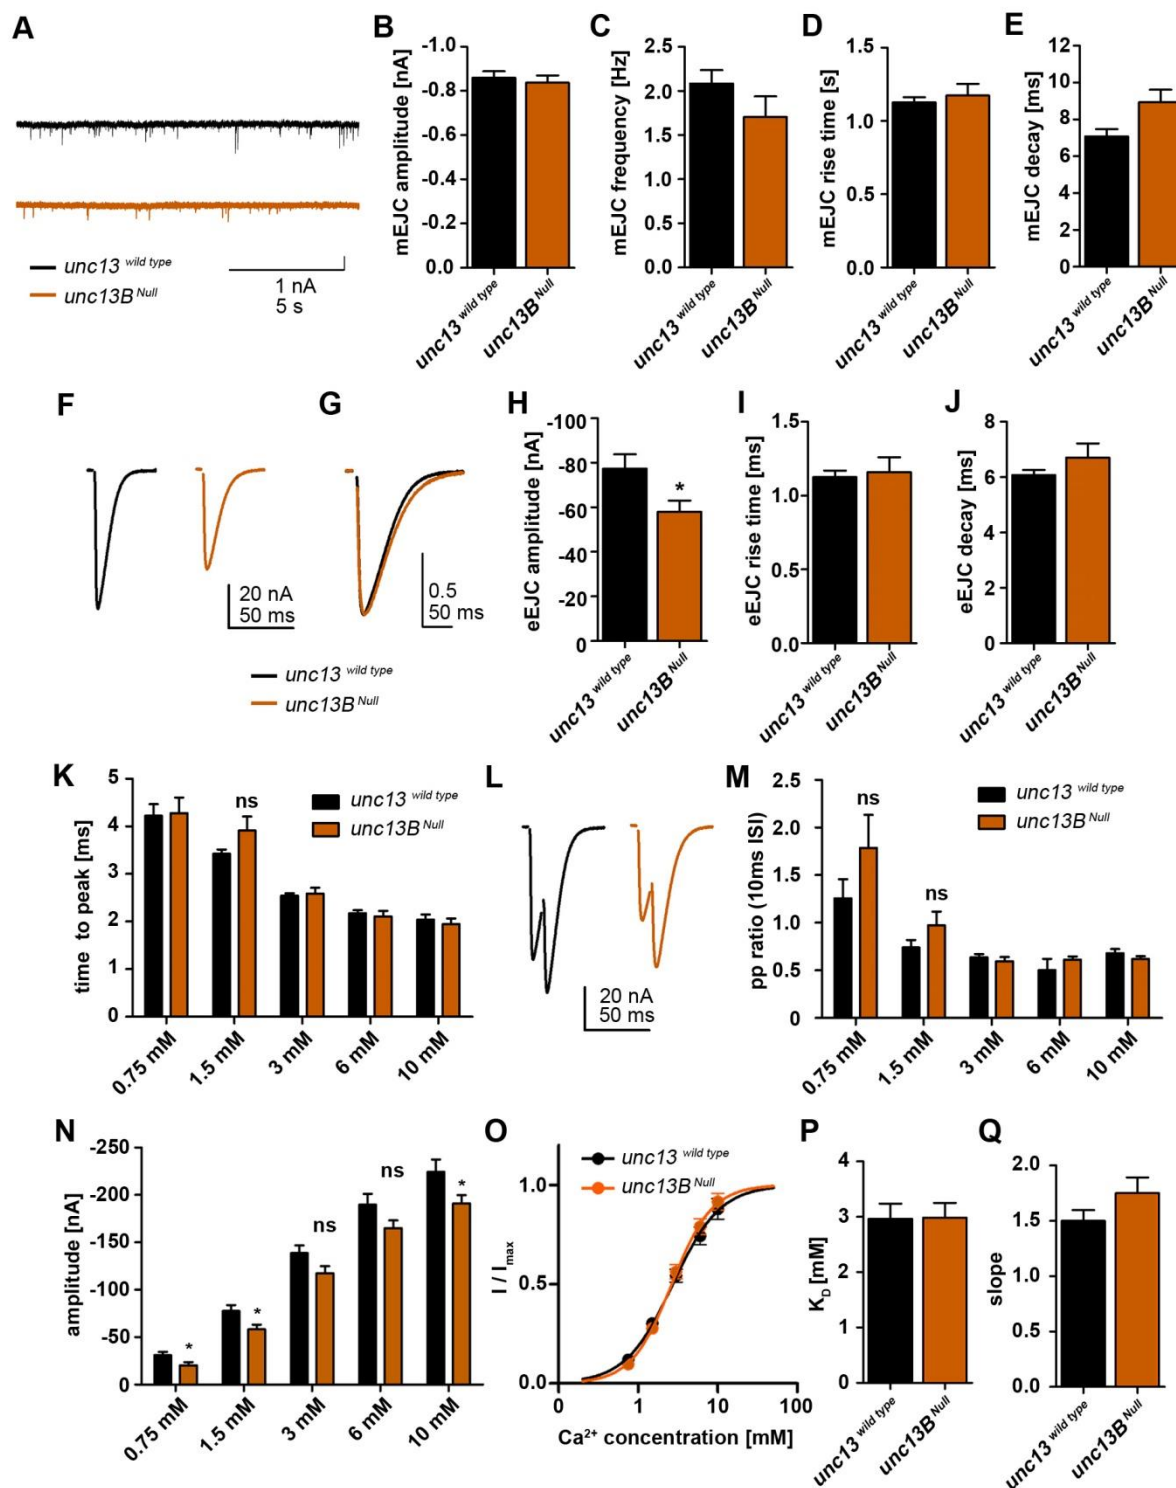 A
unc13 wild type
unc13B Null
1 nA
5 s
B
mEJC amplitude [nA]
-1.0
-0.8
-0.6
-0.4
-0.2
0.0
unc13 wild type
unc13B Null
C
mEJC frequency [Hz]
2.5
2.0
1.5
1.0
0.5
0.0
unc13 wild type
unc13B Null
D
mEJC rise time [s]
1.5
1.0
0.5
0.0
unc13 wild type
unc13B Null
E
mEJC decay [ms]
12
10
8
6
4
2
0
unc13 wild type
unc13B Null
F
20 nA
50 ms
G
0.5
50 ms
unc13 wild type
unc13B Null
H
eEJC amplitude [nA]
-100
-80
-60
-40
-20
0
*
unc13 wild type
unc13B Null
I
eEJC rise time [ms]
1.5
1.0
0.5
0.0
unc13 wild type
unc13B Null
J
eEJC decay [ms]
8
6
4
2
0
unc13 wild type
unc13B Null
K
time to peak [ms]
5
4
3
2
1
0
ns
unc13 wild type
unc13B Null
0.75 mM
1.5 mM
3 mM
6 mM
10 mM
L
20 nA
50 ms
M
pp ratio (10ms ISI)
2.5
2.0
1.5
1.0
0.5
0
ns
ns
unc13 wild type
unc13B Null
0.75 mM
1.5 mM
3 mM
6 mM
10 mM
N
amplitude [nA]
-250
-200
-150
-100
-50
0
*
*
ns
ns
*
0.75 mM
1.5 mM
3 mM
6 mM
10 mM
O
I / Imax
1.0
0.5
0.0
unc13 wild type
unc13B Null
0
1
10
100
Ca2+ concentration [mM]
P
KD [mM]
4
3
2
1
0
unc13 wild type
unc13B Null
Q
slope
2.0
1.5
1.0
0.5
0.0
unc13 wild type
unc13B Null